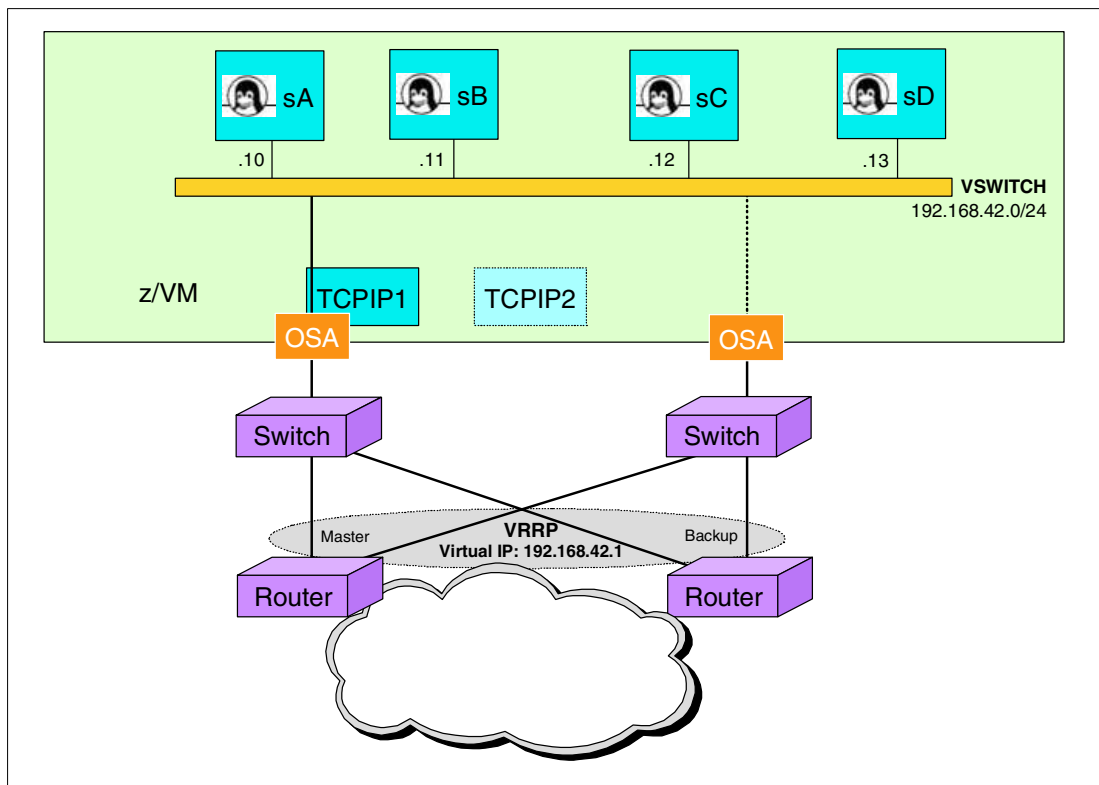 sA
sB
sC
sD
.10
.11
.12
.13
VSWITCH
192.168.42.0/24
z/VM
TCPIP1
TCPIP2
OSA
OSA
Switch
Switch
VRRP
Master
Backup
Virtual IP: 192.168.42.1
Router
Router